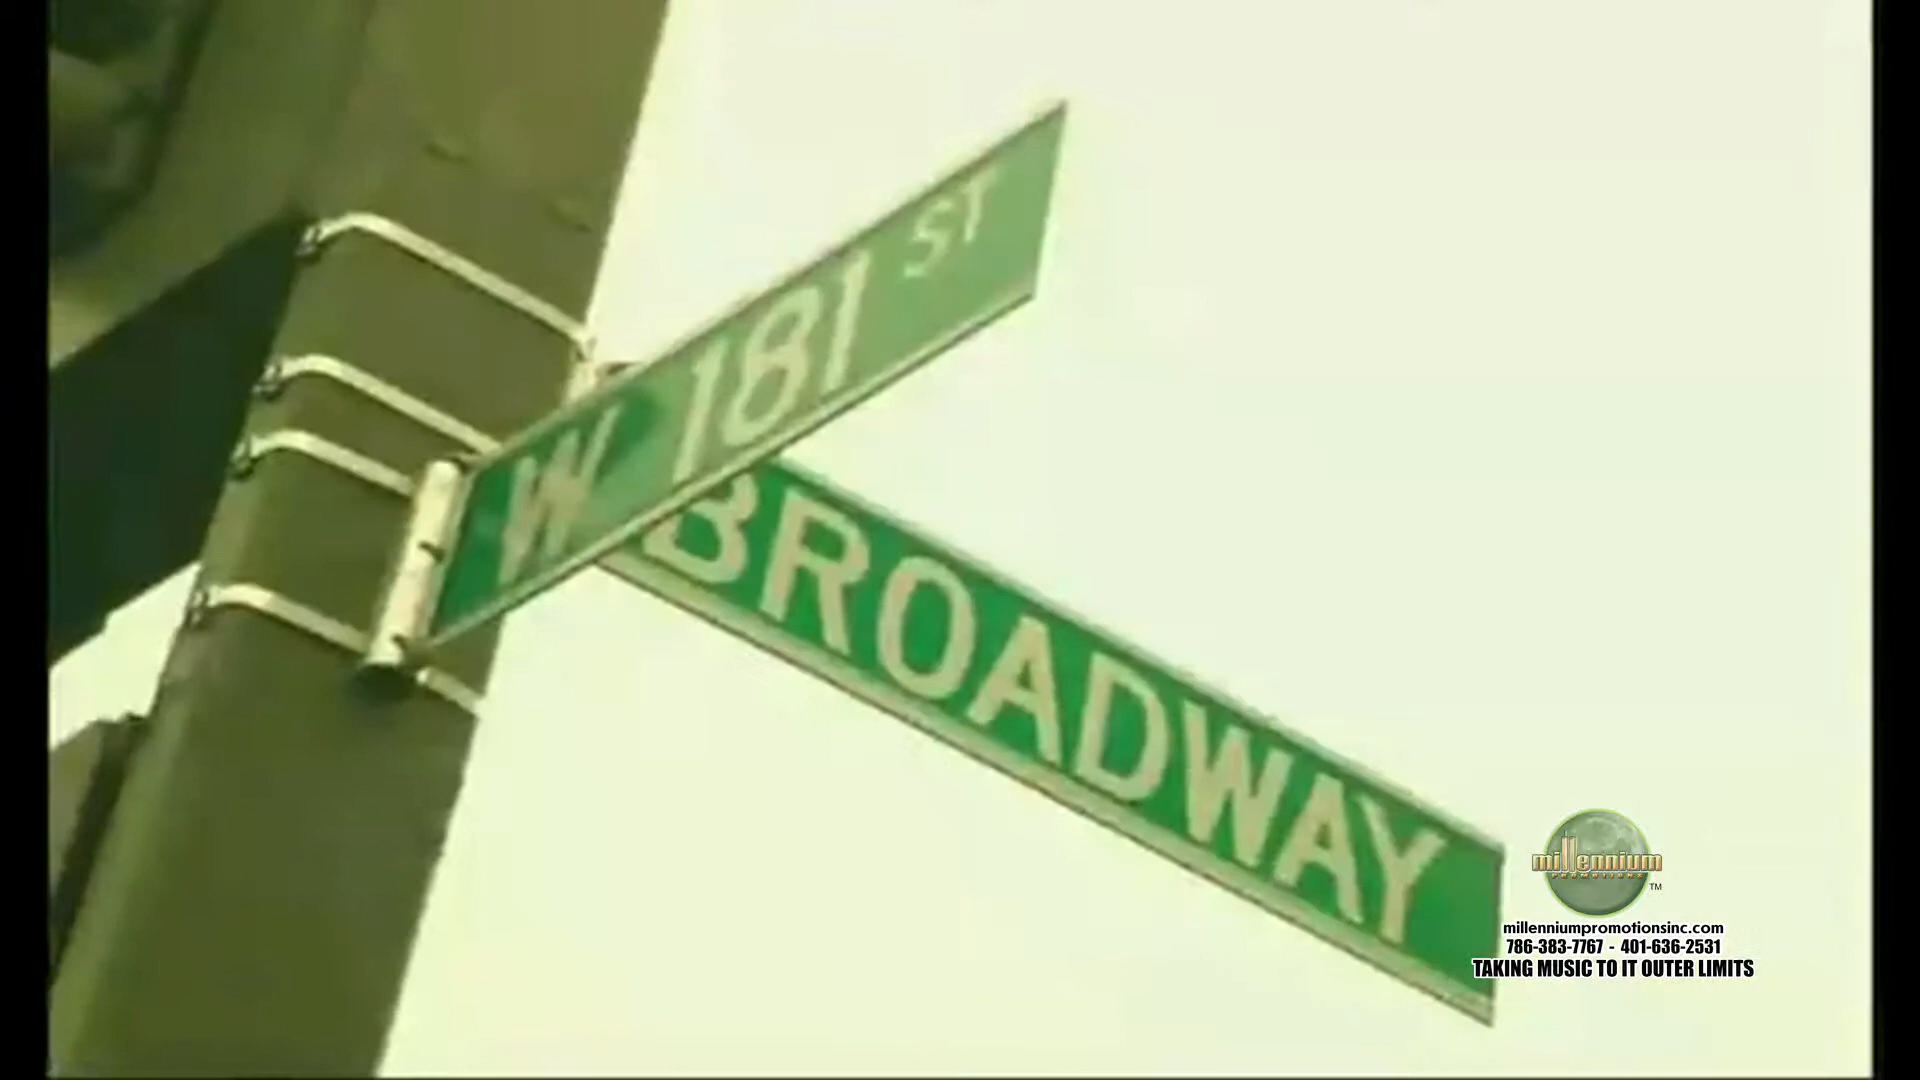 W 181 ST
BROADWAY
millennium
PROMOTIONS
TM
millenniumpromotionsinc.com
786-383-7767 - 401-636-2531
TAKING MUSIC TO IT OUTER LIMITS